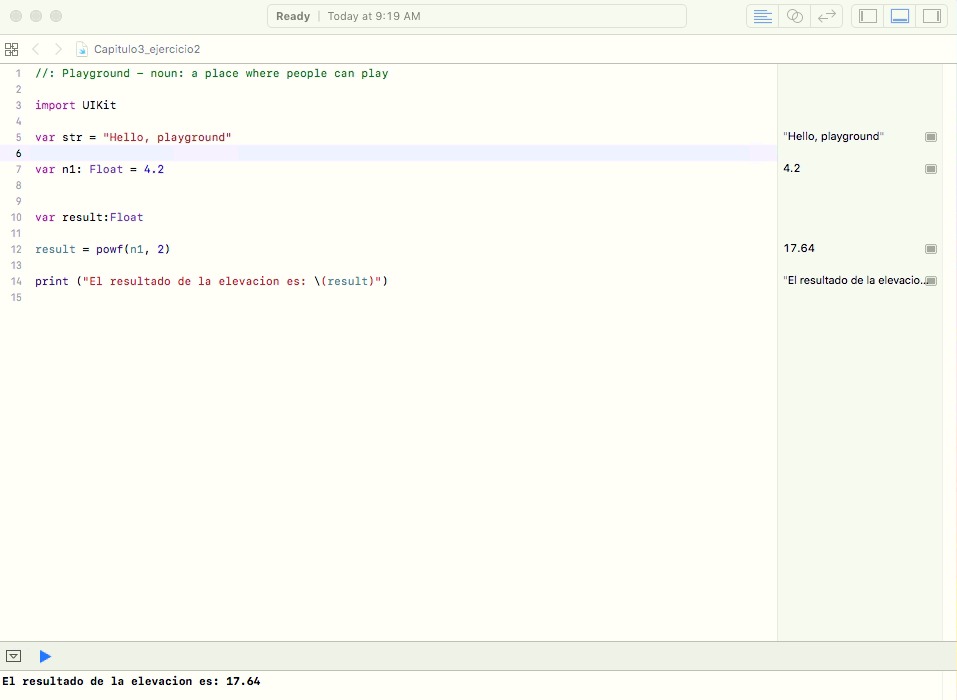 Ready | Today at 9:19 AM
Capitulo3_ejercicio2
1 //: Playground – noun: a place where people can play
2
3 import UIKit
4
5 var str = "Hello, playground"
"Hello, playground"
6
7 var n1: Float = 4.2
4.2
8
9
10 var result:Float
11
12 result = powf(n1, 2)
17.64
13
14 print ("El resultado de la elevacion es: \(result)")
"El resultado de la elevacio...
15
El resultado de la elevacion es: 17.64